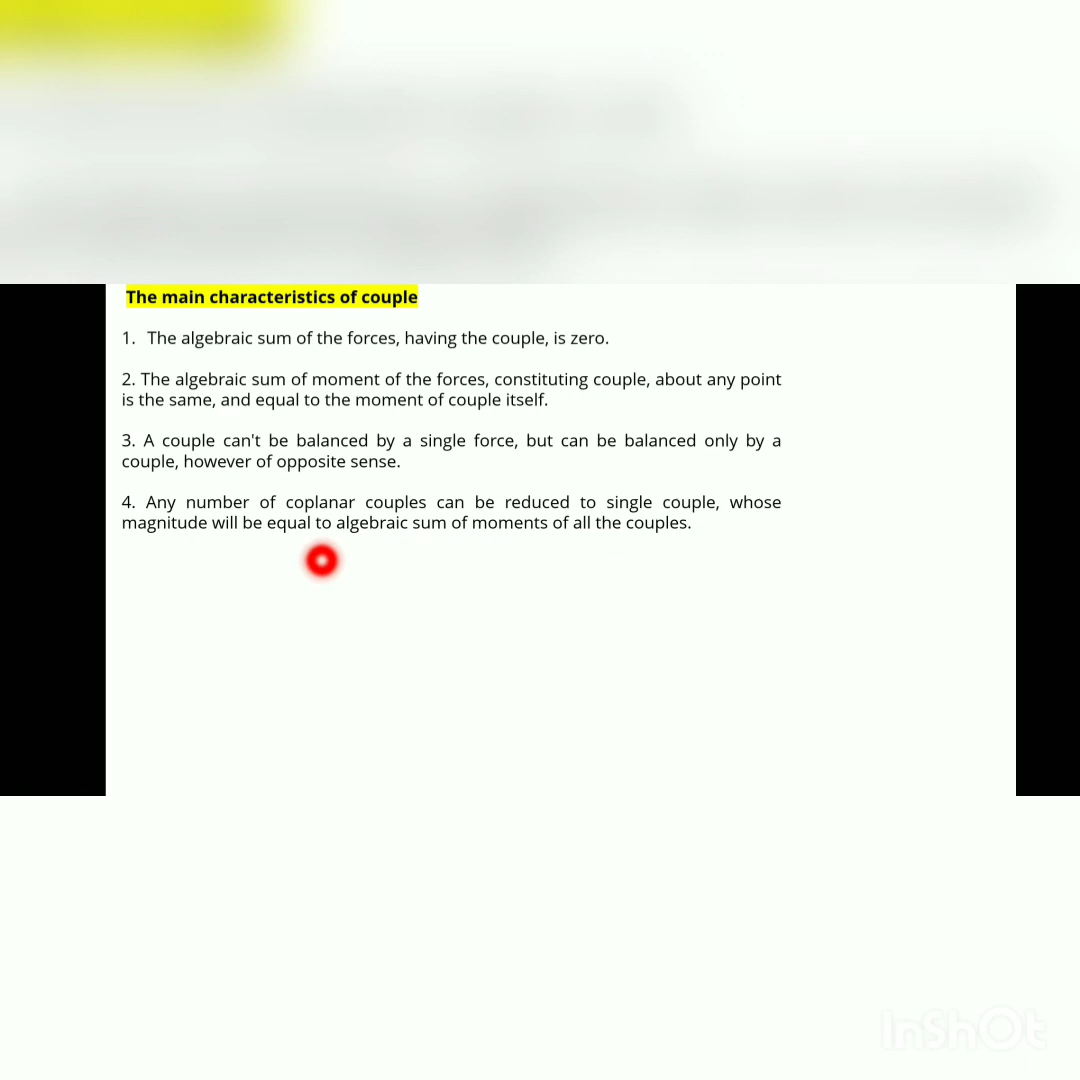 The main characteristics of couple
1. The algebraic sum of the forces, having the couple, is zero.
2. The algebraic sum of moment of the forces, constituting couple, about any point
is the same, and equal to the moment of couple itself.
3. A couple can't be balanced by a single force, but can be balanced only by a
couple, however of opposite sense.
4. Any number of coplanar couples can be reduced to single couple, whose
magnitude will be equal to algebraic sum of moments of all the couples.
InShOt